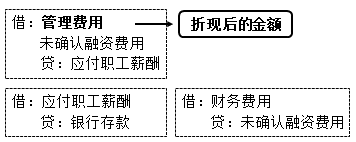 借：管理费用
折现后的金额
未确认融资费用
贷：应付职工薪酬
借：应付职工薪酬
贷：银行存款
借：财务费用
贷：未确认融资费用